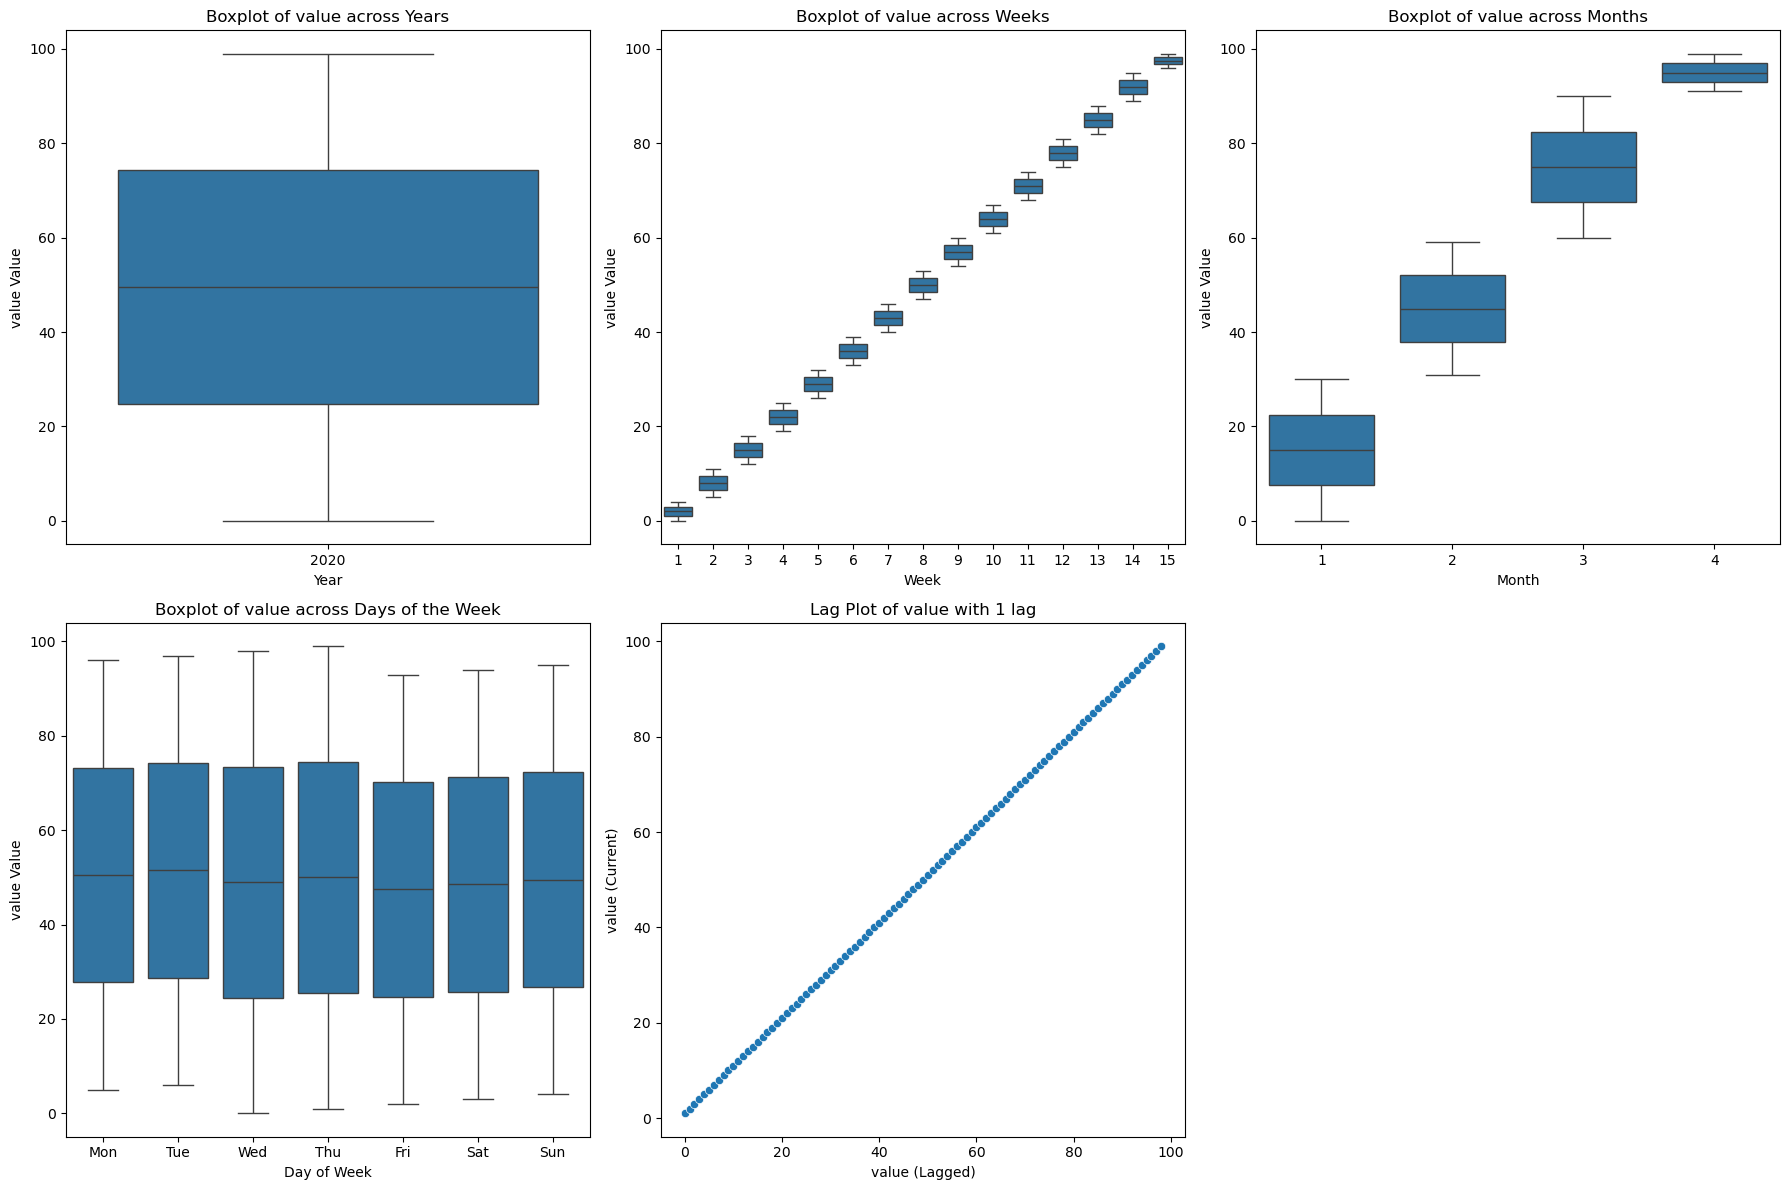 Boxplot of value across Years
value Value
100
80
60
40
20
0
2020
Year
Boxplot of value across Weeks
value Value
100
80
60
40
20
0
1 2 3 4 5 6 7 8 9 10 11 12 13 14 15
Week
Boxplot of value across Months
value Value
100
80
60
40
20
0
1 2 3 4
Month
Boxplot of value across Days of the Week
value Value
100
80
60
40
20
0
Mon Tue Wed Thu Fri Sat Sun
Day of Week
Lag Plot of value with 1 lag
value (Current)
100
80
60
40
20
0
0 20 40 60 80 100
value (Lagged)